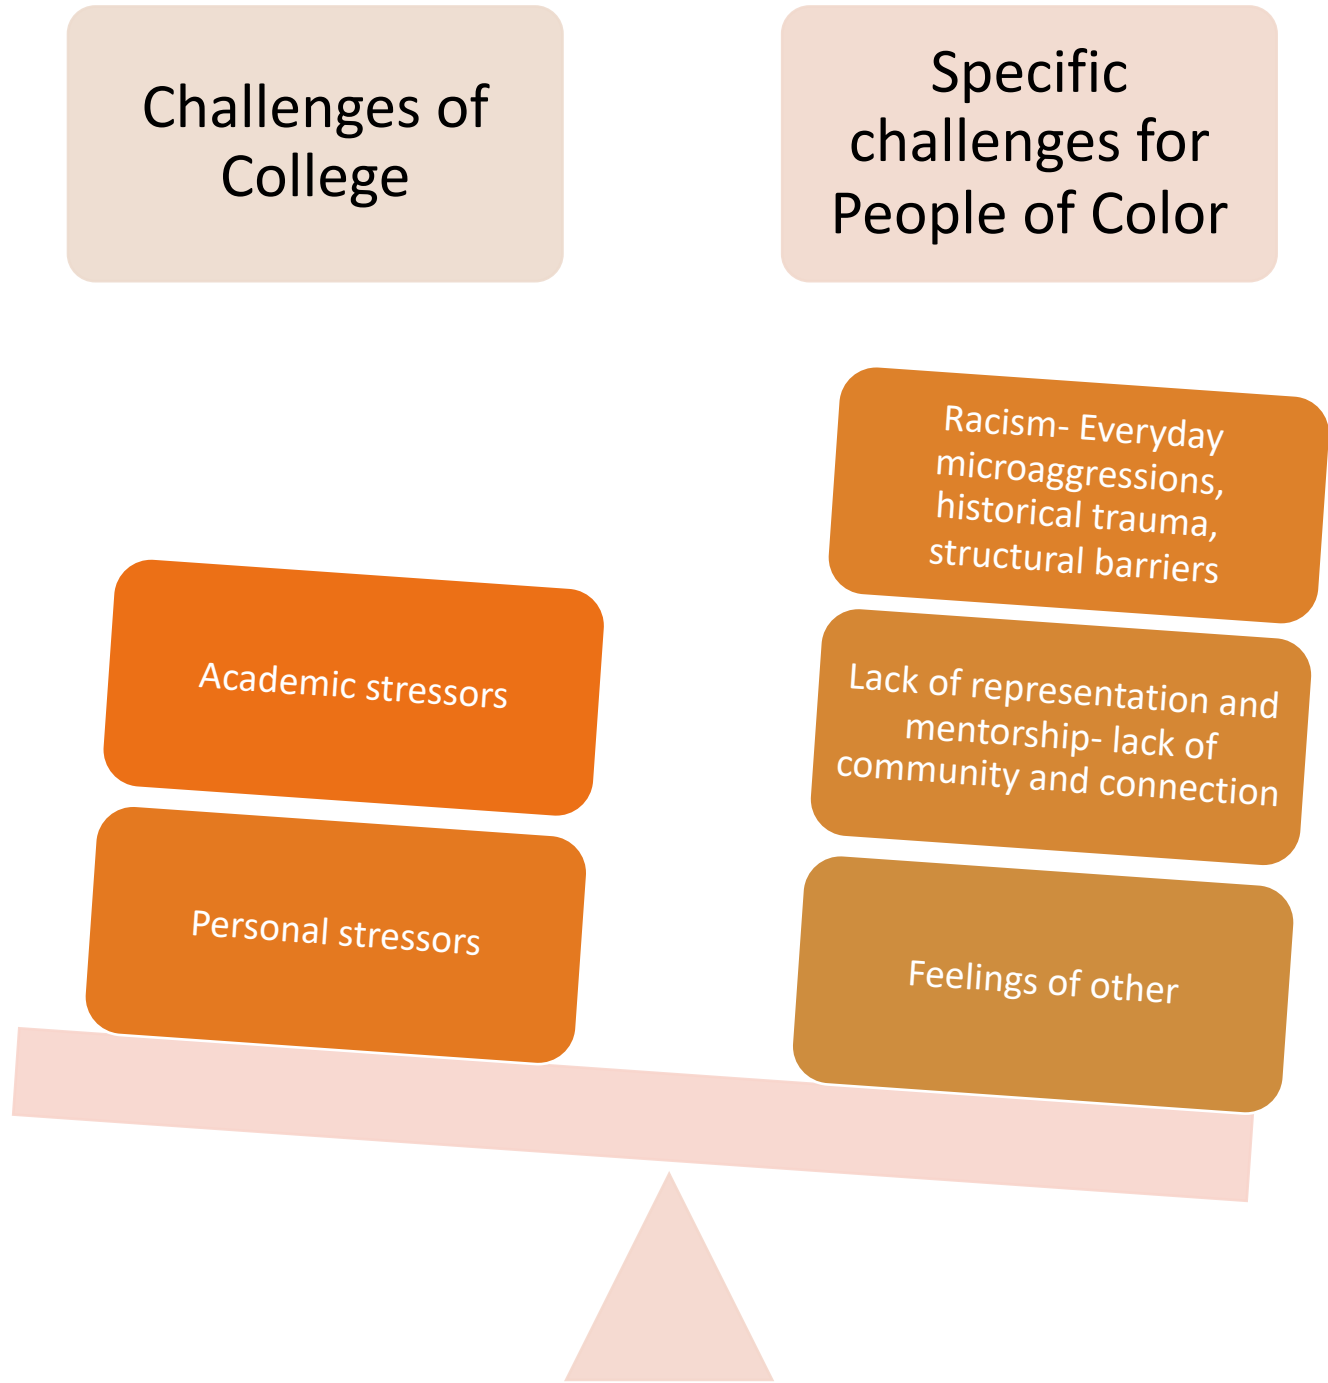 Challenges of
College
Specific
challenges for
People of Color
Academic stressors
Personal stressors
Racism- Everyday
microaggressions,
historical trauma,
structural barriers
Lack of representation and
mentorship- lack of
community and connection
Feelings of other